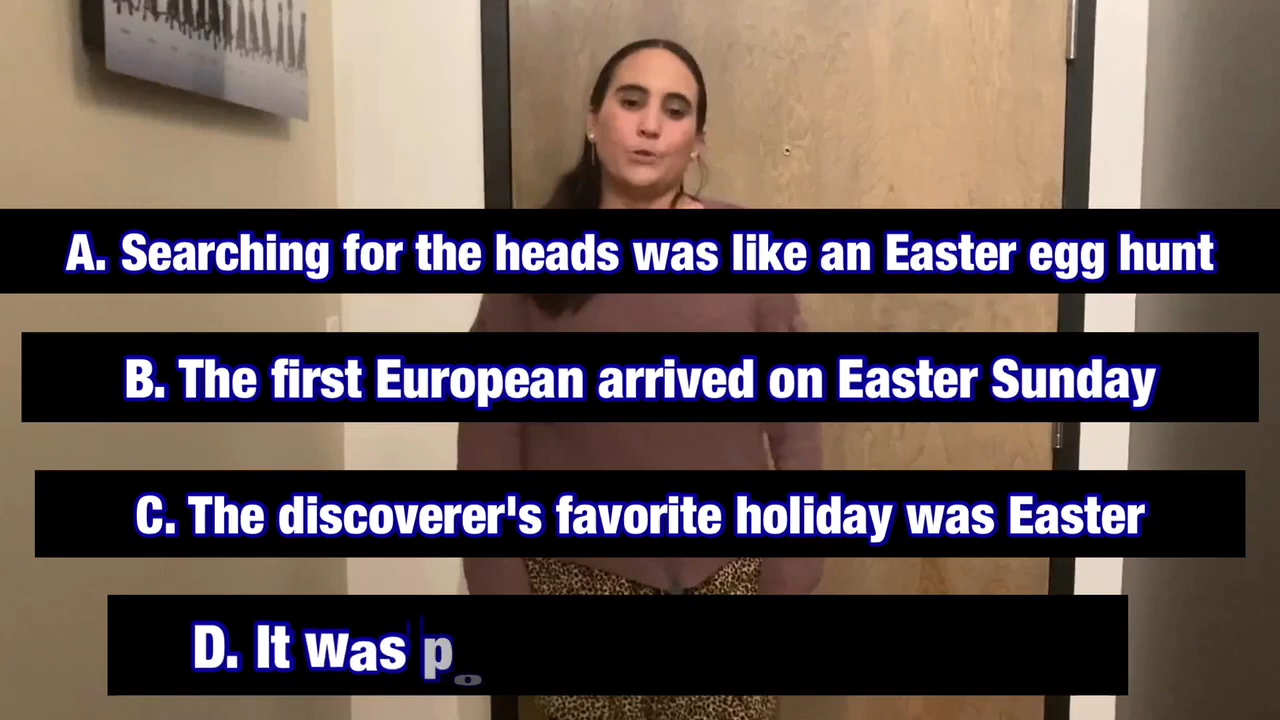 A. Searching for the heads was like an Easter egg hunt
B. The first European arrived on Easter Sunday
C. The discoverer's favorite holiday was Easter
D. It was